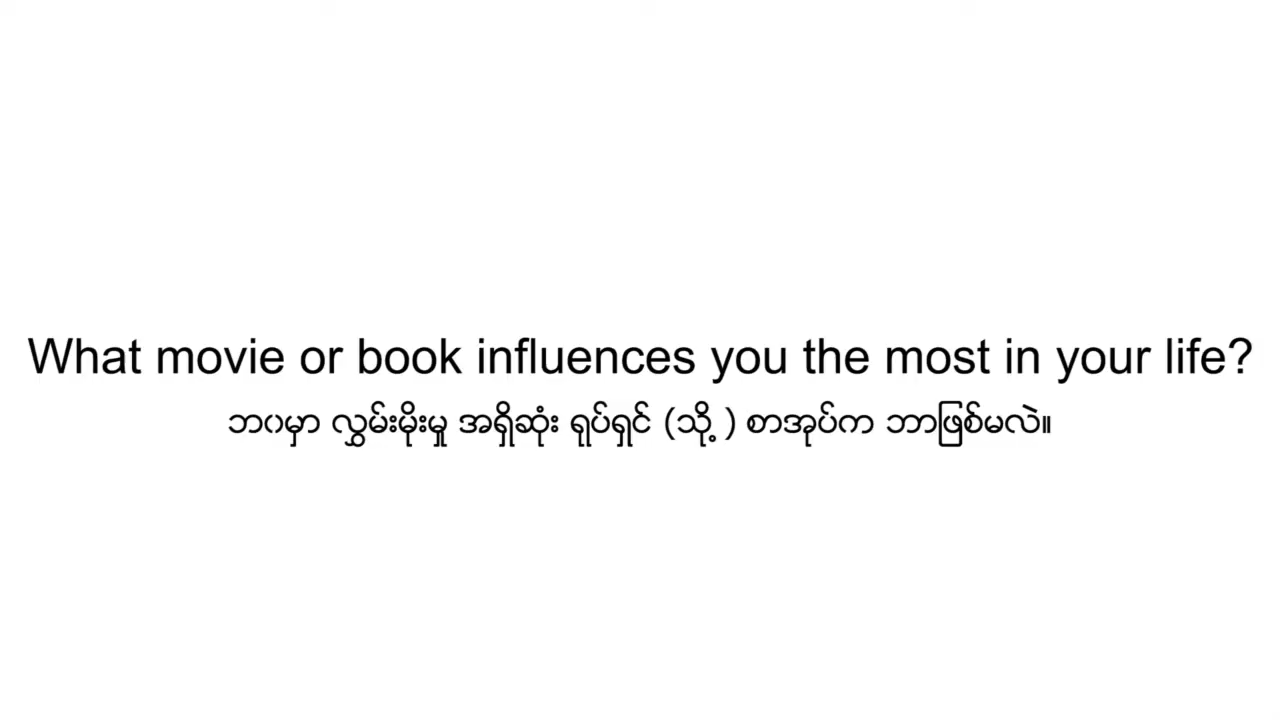 What movie or book influences you the most in your life?
ဘဝမှာ လွှမ်းမိုးမှု အရှိဆုံး ရုပ်ရှင် (သို့ ) စာအုပ်က ဘာဖြစ်မလဲ။